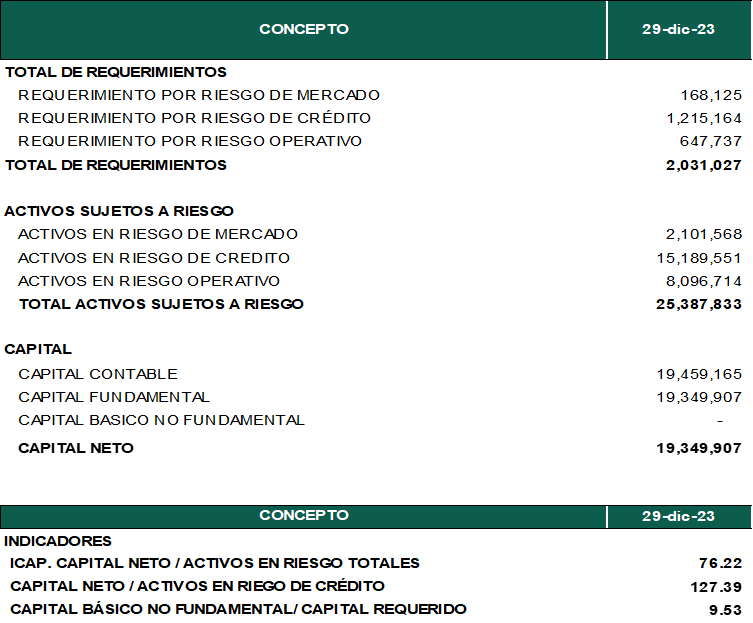 CONCEPTO 29-dic-23
TOTAL DE REQUERIMIENTOS
REQUERIMIENTO POR RIESGO DE MERCADO 168,125
REQUERIMIENTO POR RIESGO DE CRÉDITO 1,215,164
REQUERIMIENTO POR RIESGO OPERATIVO 647,737
TOTAL DE REQUERIMIENTOS 2,031,027
ACTIVOS SUJETOS A RIESGO
ACTIVOS EN RIESGO DE MERCADO 2,101,568
ACTIVOS EN RIESGO DE CREDITO 15,189,551
ACTIVOS EN RIESGO OPERATIVO 8,096,714
TOTAL ACTIVOS SUJETOS A RIESGO 25,387,833
CAPITAL
CAPITAL CONTABLE 19,459,165
CAPITAL FUNDAMENTAL 19,349,907
CAPITAL BASICO NO FUNDAMENTAL -
CAPITAL NETO 19,349,907
CONCEPTO 29-dic-23
INDICADORES
ICAP. CAPITAL NETO / ACTIVOS EN RIESGO TOTALES 76.22
CAPITAL NETO / ACTIVOS EN RIEGO DE CRÉDITO 127.39
CAPITAL BÁSICO NO FUNDAMENTAL/ CAPITAL REQUERIDO 9.53